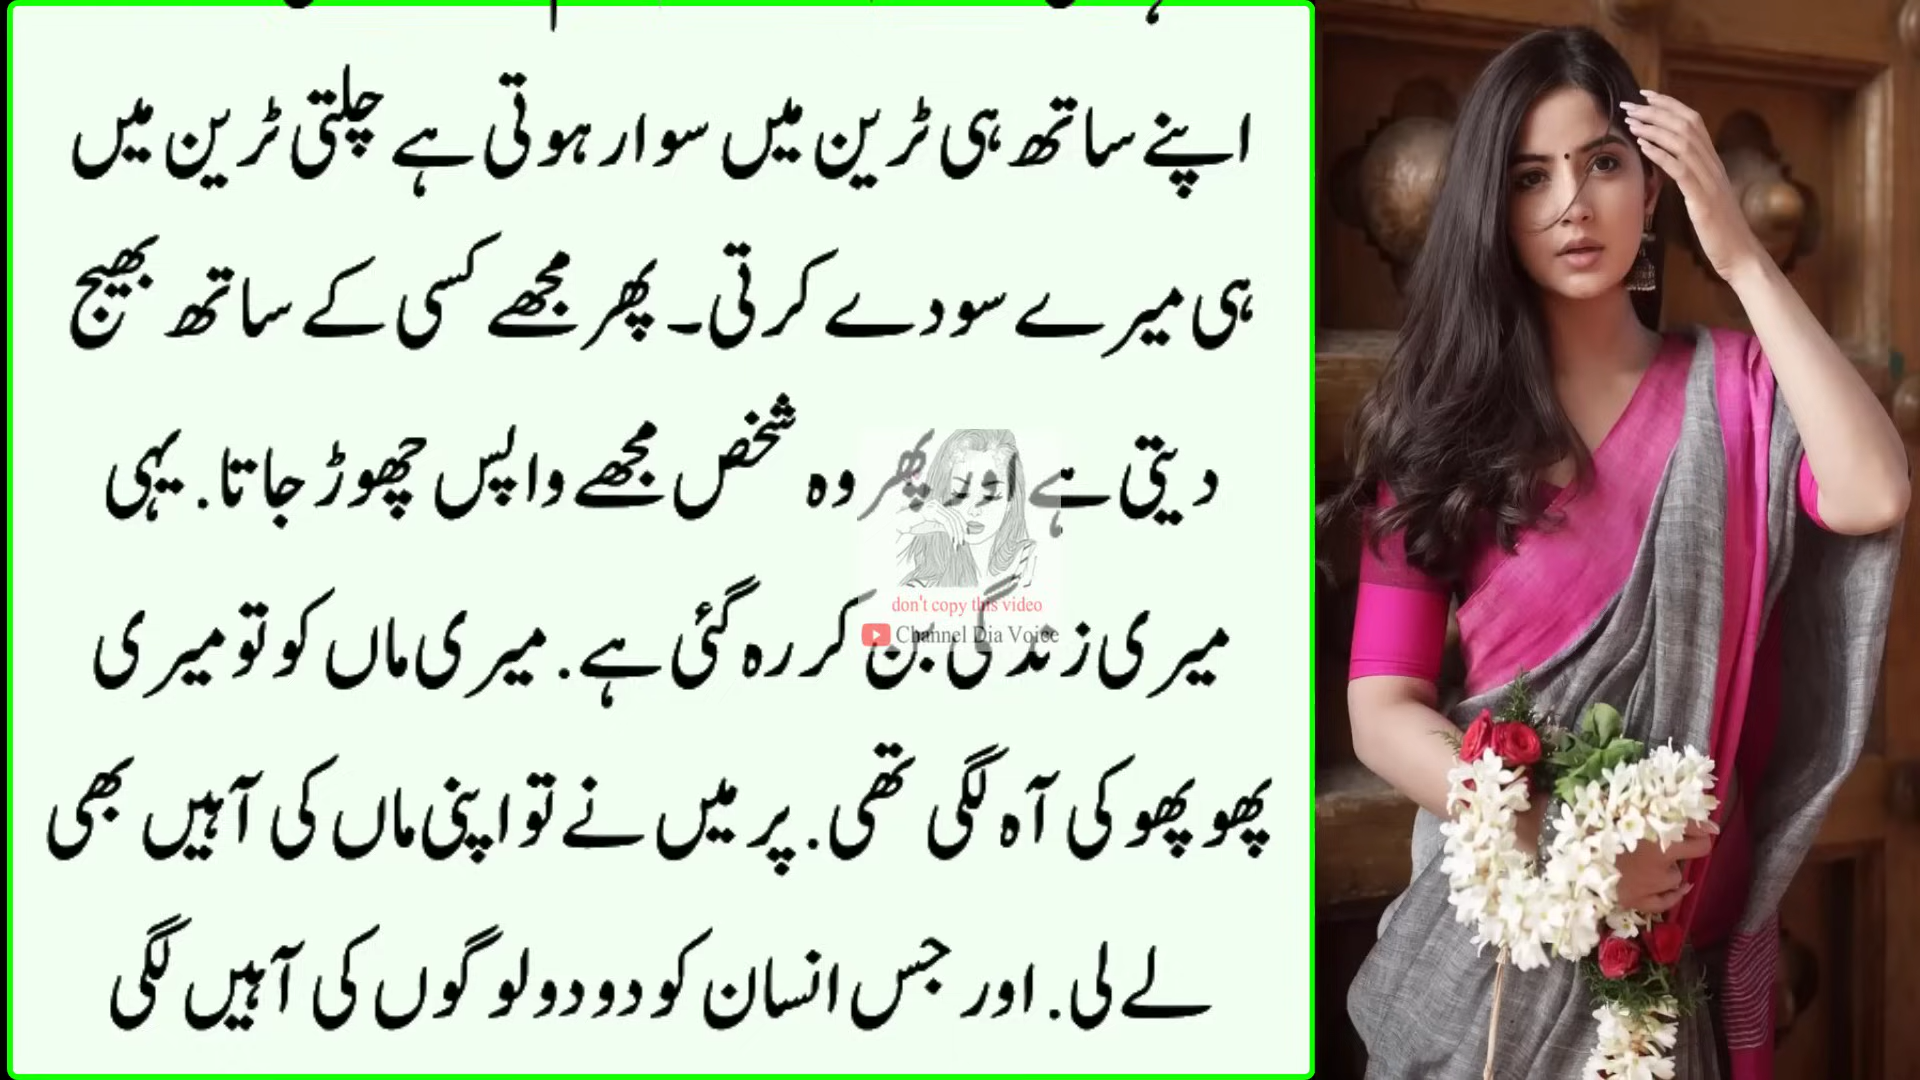 اپنے ساتھ ہی ٹرین میں سوار ہوتی ہے چلتی ٹرین میں
ہی میرے سودے کرتی۔ پھر مجھے کسی کے ساتھ بھیج
دیتی ہے اور پھر وہ شخص مجھے واپس چھوڑ جاتا. یہی
میری زندگی بن کر رہ گئی ہے. میری ماں کو تو میری
پھوپھو کی آہ لگی تھی. پر میں نے تو اپنی ماں کی آہیں بھی
لے لی. اور جس انسان کو دو دو لوگوں کی آہیں لگی
don't copy this video
Channel Dia Voice